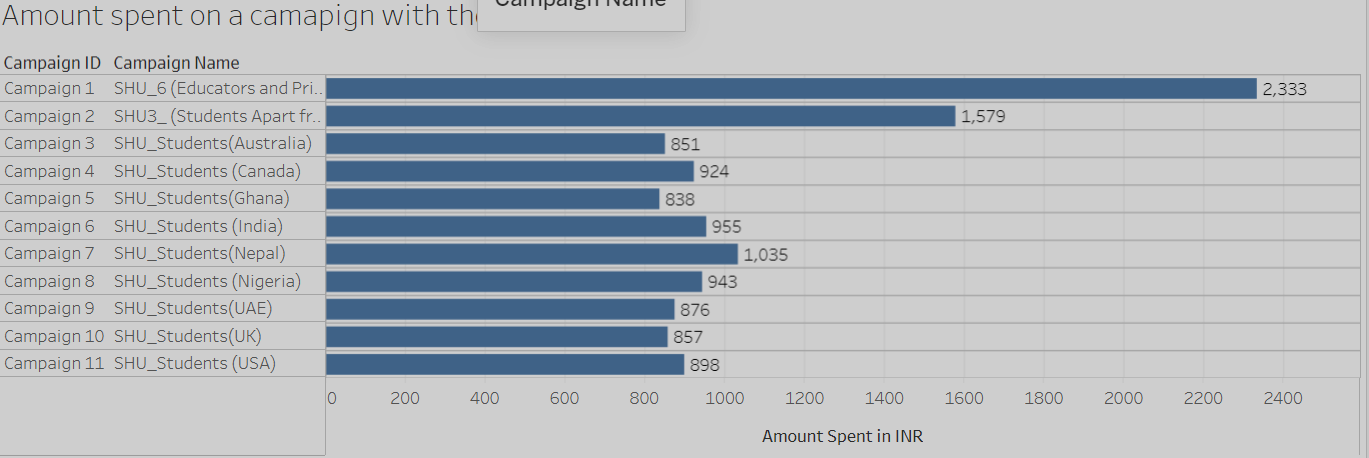 Amount spent on a camapign with the
Campaign Name
Campaign ID Campaign Name
Campaign 1 SHU_6 (Educators and Pri.. 2,333
Campaign 2 SHU3_ (Students Apart fr.. 1,579
Campaign 3 SHU_Students(Australia) 851
Campaign 4 SHU_Students (Canada) 924
Campaign 5 SHU_Students(Ghana) 838
Campaign 6 SHU_Students (India) 955
Campaign 7 SHU_Students(Nepal) 1,035
Campaign 8 SHU_Students (Nigeria) 943
Campaign 9 SHU_Students(UAE) 876
Campaign 10 SHU_Students(UK) 857
Campaign 11 SHU_Students (USA) 898
0 200 400 600 800 1000 1200 1400 1600 1800 2000 2200 2400
Amount Spent in INR